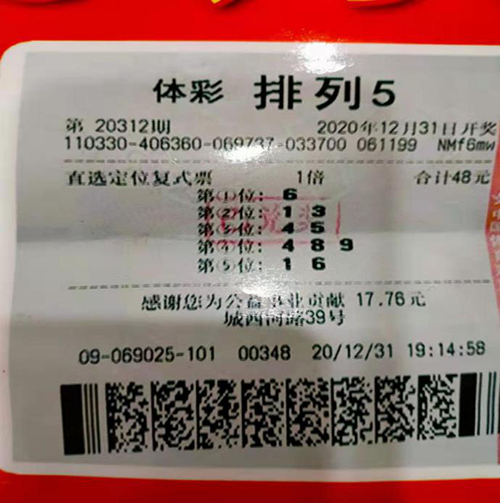 体彩 排列5
第 20312期 2020年12月31日开奖
110330-406360-069737-033700 061199 NMf6mw
直选定位复式票 1倍 合计48元
第①位: 6
第②位: 1 3
第③位: 4 5
第④位: 4 8 9
第⑤位: 1 6
感谢您为公益事业贡献 17.76元
城西河路39号
09-069025-101 00348 20/12/31 19:14:58